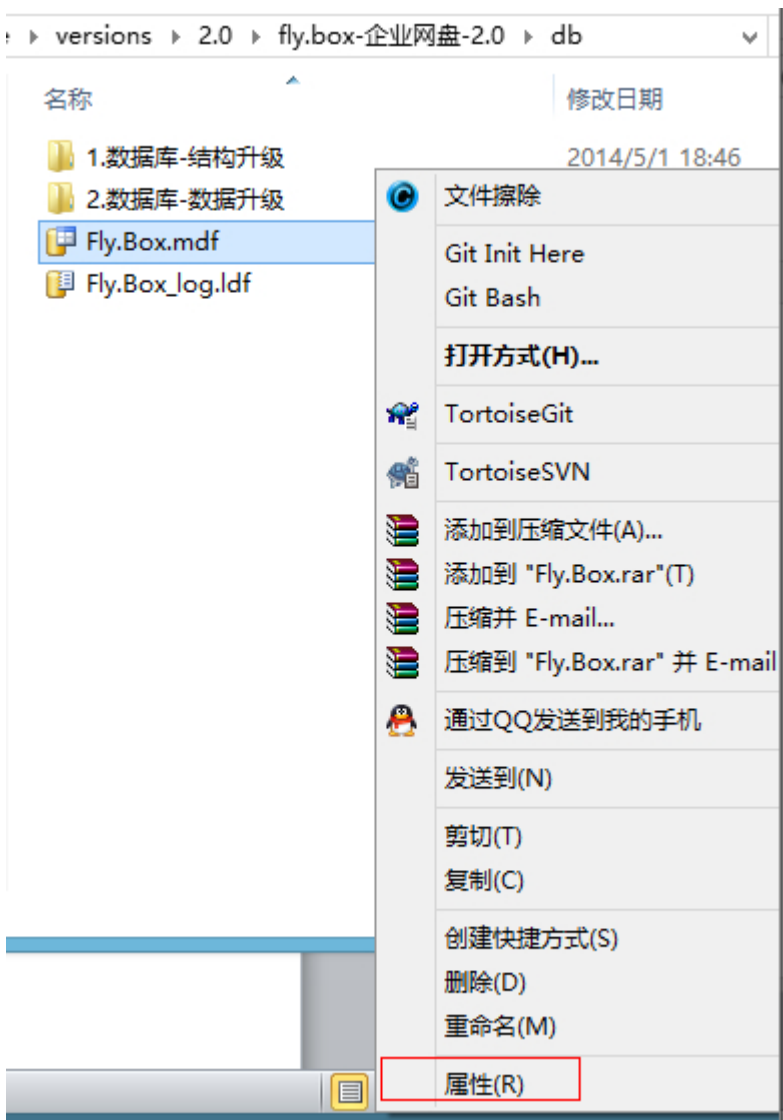 versions 2.0 fly.box-企业网盘-2.0 db
名称 修改日期
1.数据库-结构升级 2014/5/1 18:46
2.数据库-数据升级
Fly.Box.mdf
Fly.Box_log.ldf
文件擦除
Git Init Here
Git Bash
打开方式(H)...
TortoiseGit
TortoiseSVN
添加到压缩文件(A)...
添加到 "Fly.Box.rar"(T)
压缩并 E-mail...
压缩到 "Fly.Box.rar" 并 E-mail
通过QQ发送到我的手机
发送到(N)
剪切(T)
复制(C)
创建快捷方式(S)
删除(D)
重命名(M)
属性(R)